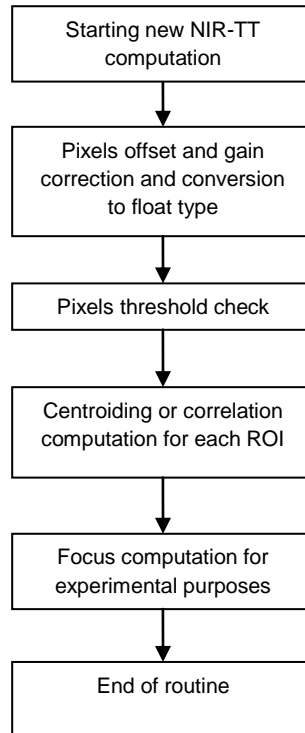 Starting new NIR-TT
computation
Pixels offset and gain
correction and conversion
to float type
Pixels threshold check
Centroiding or correlation
computation for each ROI
Focus computation for
experimental purposes
End of routine